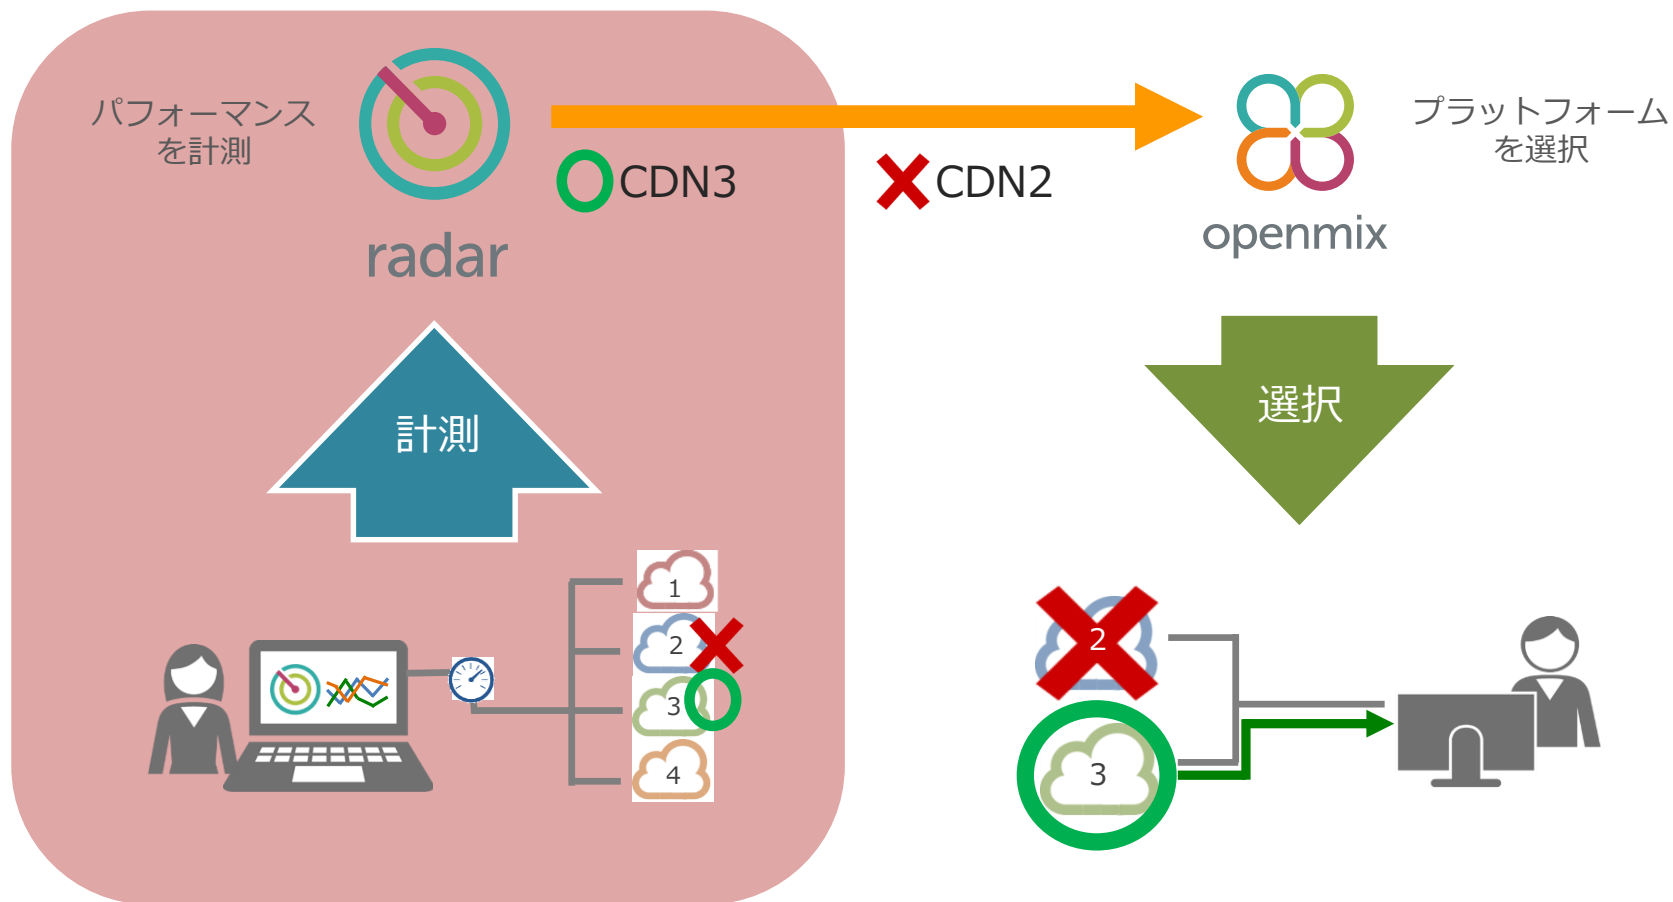 パフォーマンス
を計測
radar
CDN3
CDN2
openmix
プラットフォーム
を選択
計測
選択
1
2
3
4
2
3